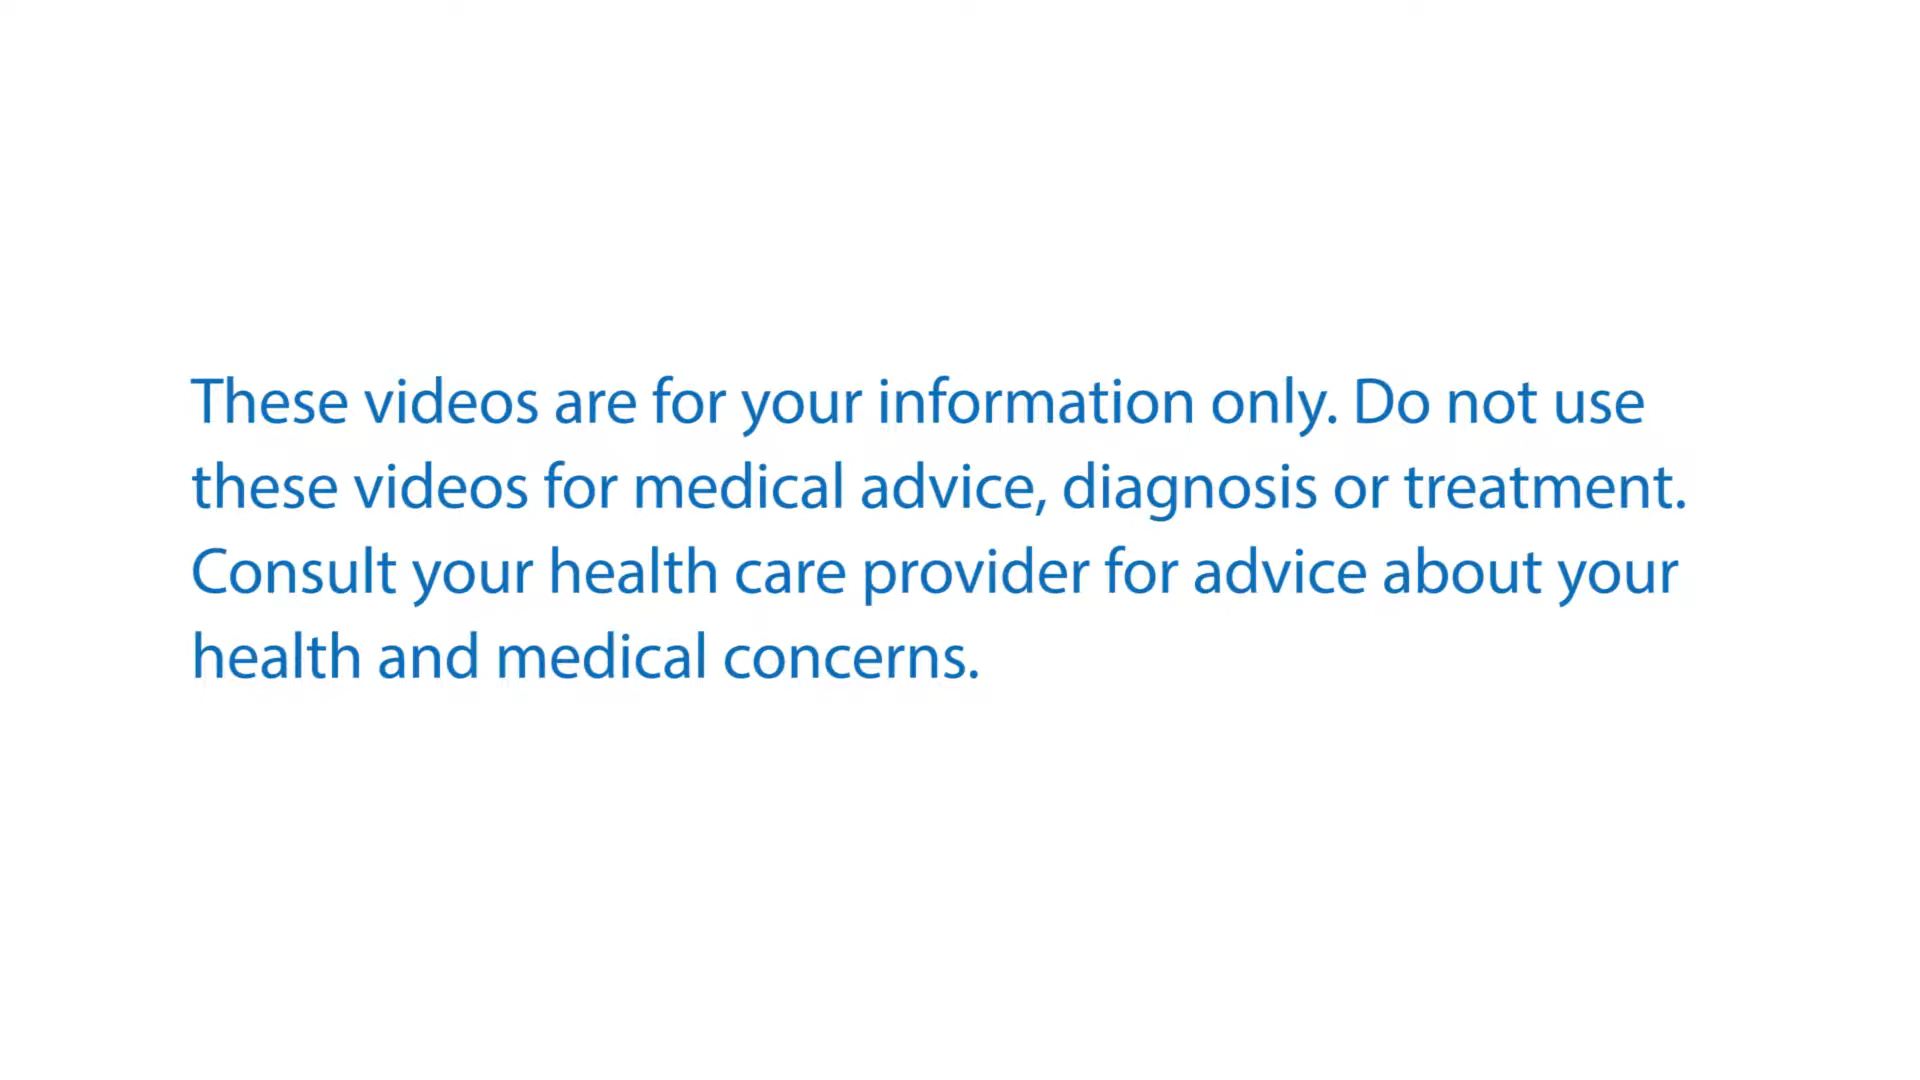 These videos are for your information only. Do not use
these videos for medical advice, diagnosis or treatment.
Consult your health care provider for advice about your
health and medical concerns.